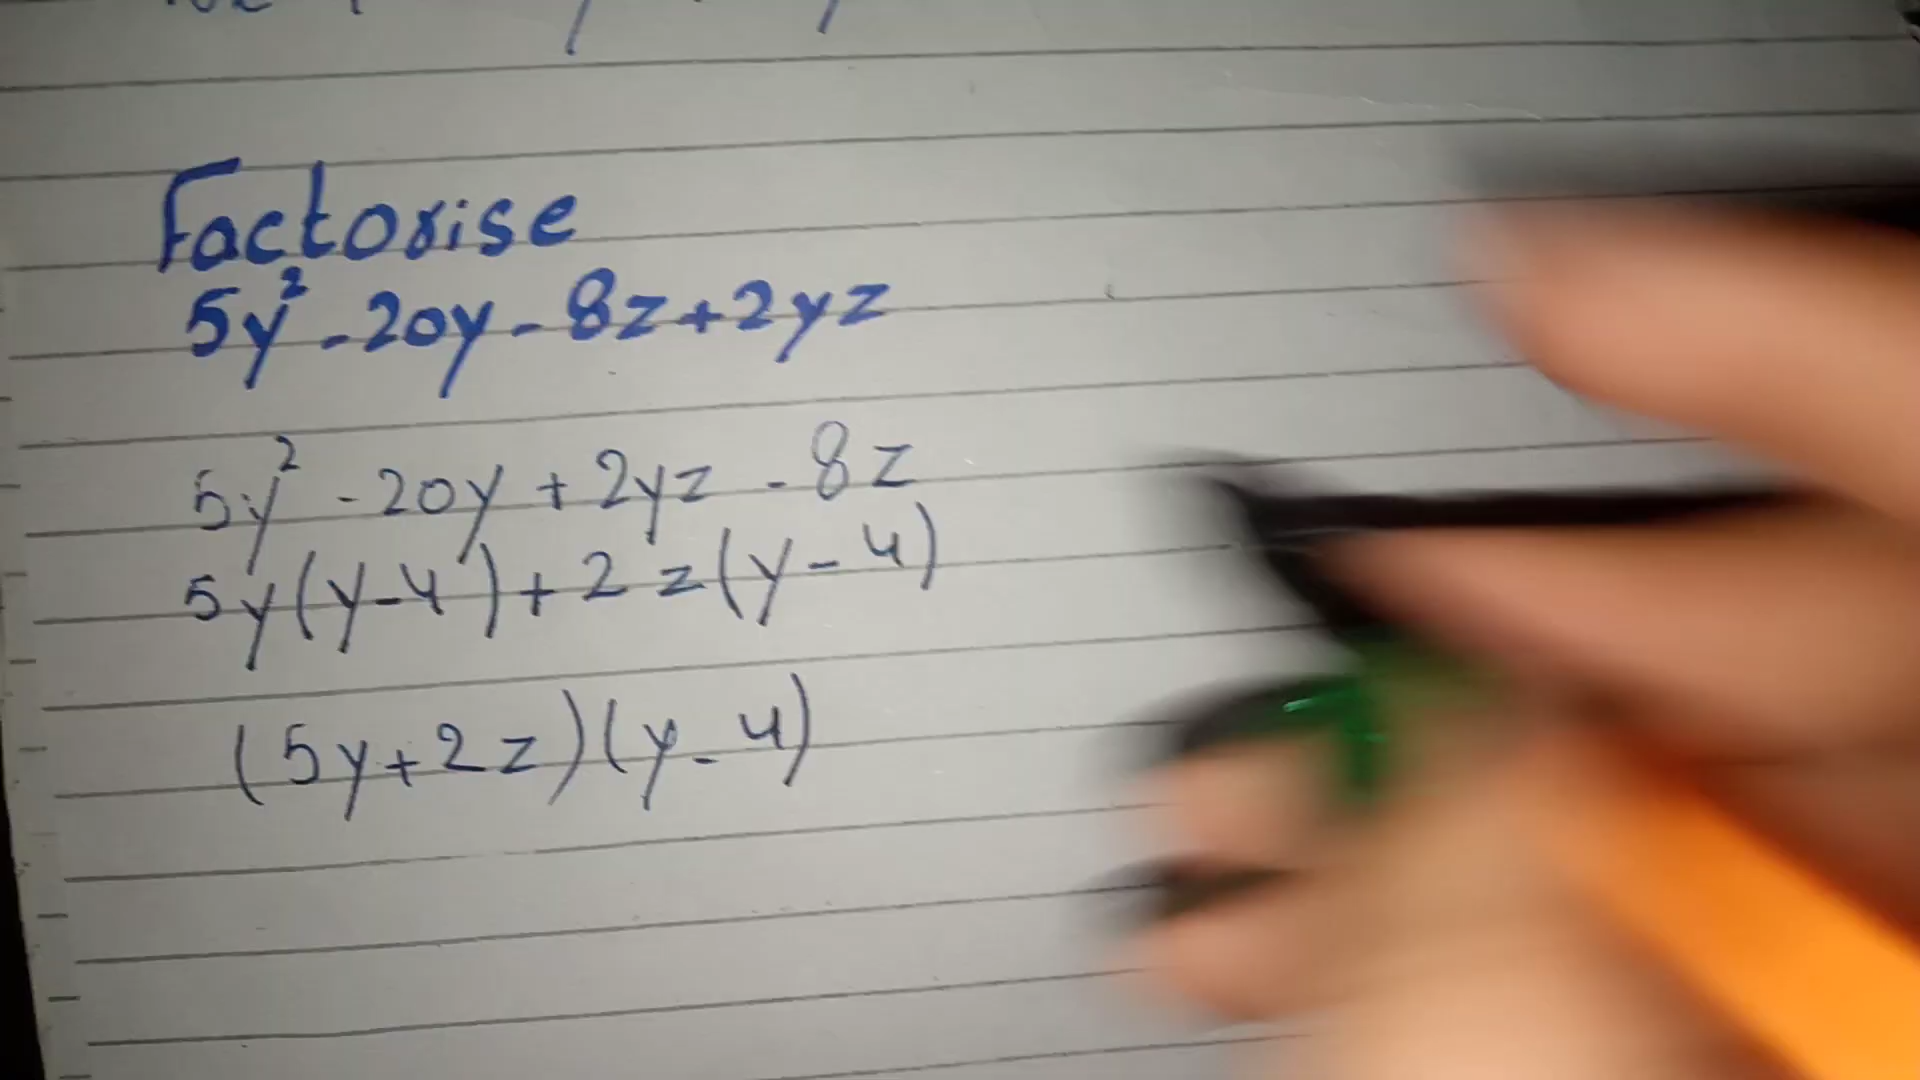 Factorise
5y² - 20y - 8z + 2yz
5y² - 20y + 2yz - 8z
5y(y - 4) + 2z(y - 4)
(5y + 2z)(y - 4)